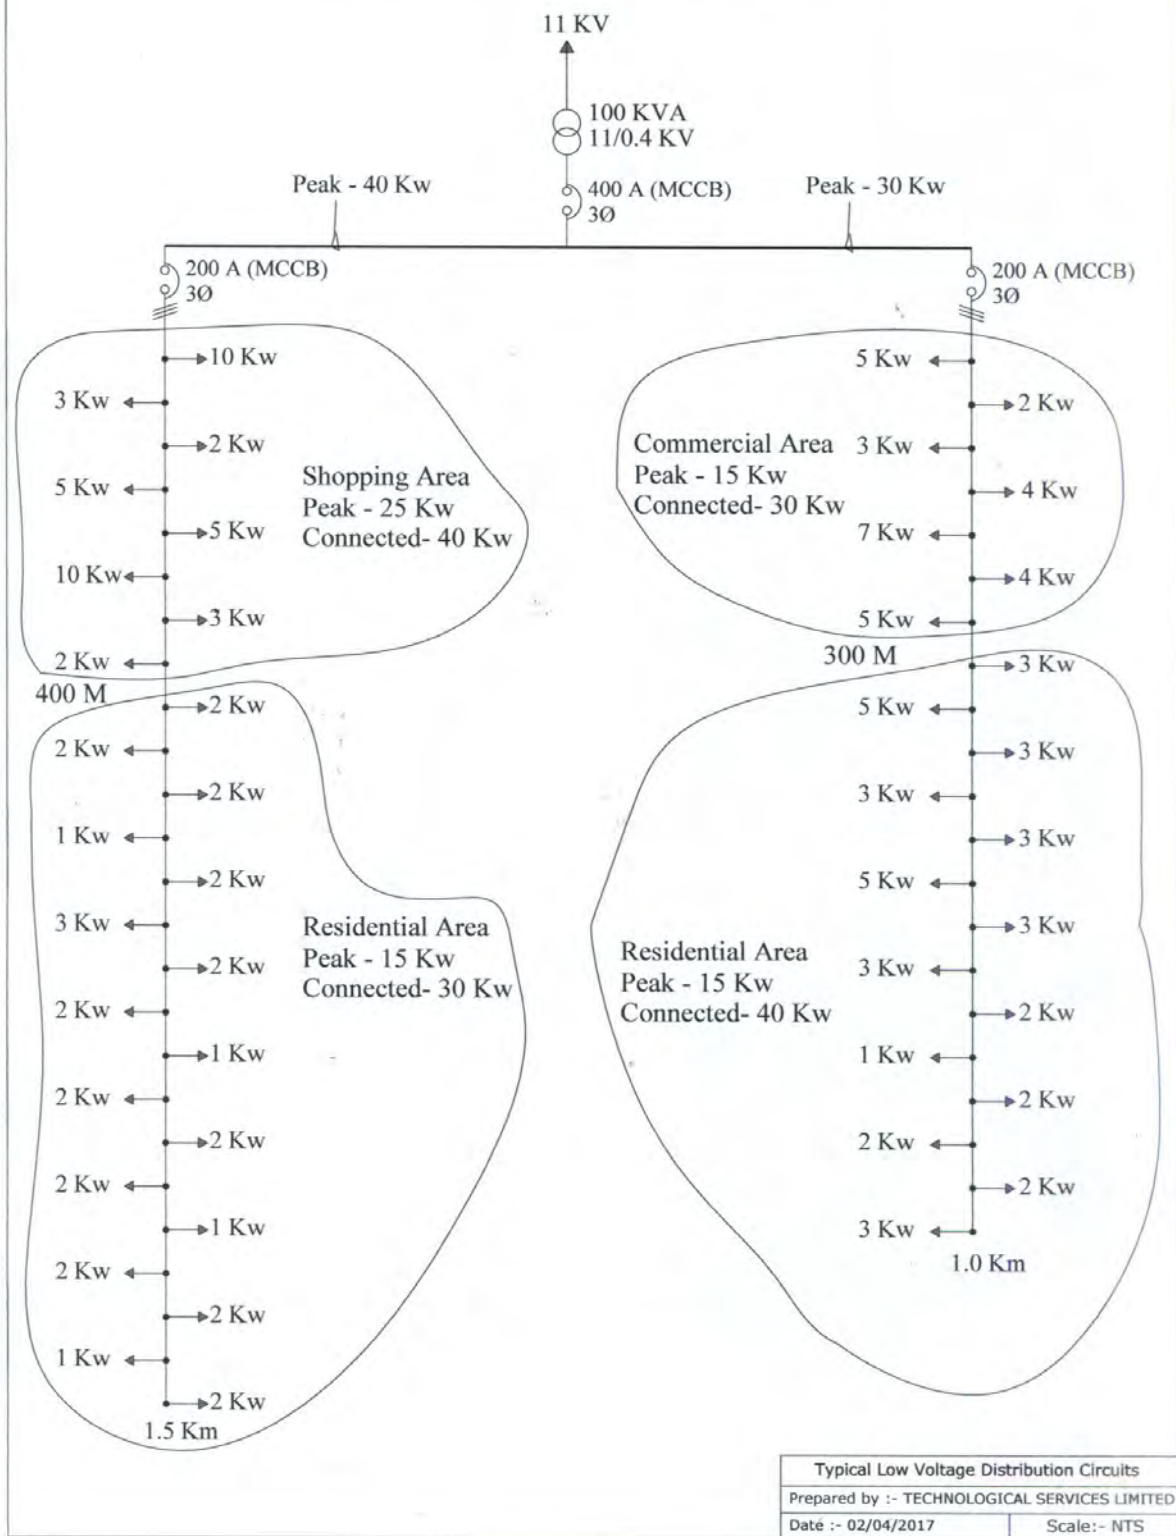 11 KV
100 KVA
11/0.4 KV
Peak - 40 Kw
400 A (MCCB)
3Ø
Peak - 30 Kw
200 A (MCCB)
3Ø
10 Kw
3 Kw
2 Kw
5 Kw
5 Kw
10 Kw
3 Kw
2 Kw
Shopping Area
Peak - 25 Kw
Connected- 40 Kw
400 M
2 Kw
2 Kw
2 Kw
1 Kw
2 Kw
3 Kw
2 Kw
2 Kw
1 Kw
2 Kw
2 Kw
2 Kw
1 Kw
2 Kw
2 Kw
1 Kw
2 Kw
Residential Area
Peak - 15 Kw
Connected- 30 Kw
1.5 Km
200 A (MCCB)
3Ø
5 Kw
2 Kw
3 Kw
4 Kw
7 Kw
4 Kw
5 Kw
Commercial Area
Peak - 15 Kw
Connected- 30 Kw
300 M
3 Kw
5 Kw
3 Kw
3 Kw
3 Kw
5 Kw
3 Kw
3 Kw
2 Kw
1 Kw
2 Kw
2 Kw
2 Kw
3 Kw
Residential Area
Peak - 15 Kw
Connected- 40 Kw
1.0 Km
Typical Low Voltage Distribution Circuits
Prepared by :- TECHNOLOGICAL SERVICES LIMITED
Date :- 02/04/2017
Scale:- NTS